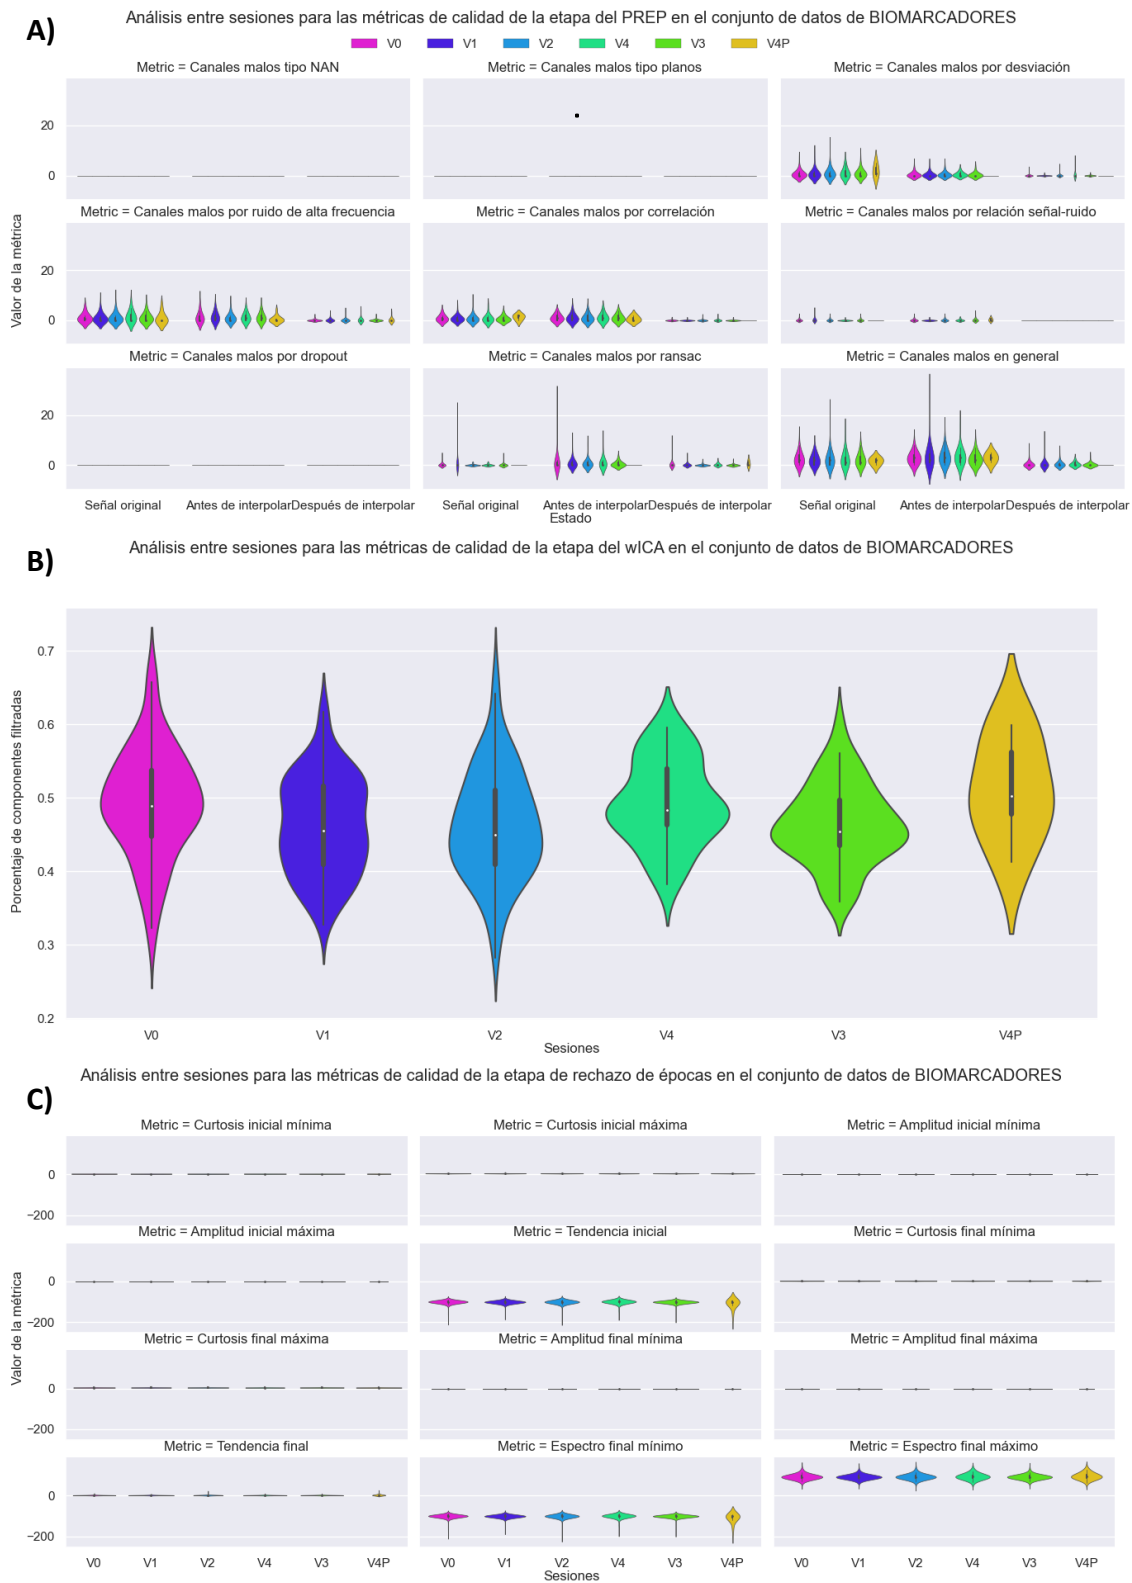 A)
Análisis entre sesiones para las métricas de calidad de la etapa del PREP en el conjunto de datos de BIOMARCADORES
V0 V1 V2 V4 V3 V4P
Metric = Canales malos tipo NAN Metric = Canales malos tipo planos Metric = Canales malos por desviación
20
0
Metric = Canales malos por ruido de alta frecuencia Metric = Canales malos por correlación Metric = Canales malos por relación señal-ruido
Valor de la métrica
20
0
Metric = Canales malos por dropout Metric = Canales malos por ransac Metric = Canales malos en general
20
0
Señal original Antes de interpolar Después de interpolar Señal original Antes de interpolar Después de interpolar Señal original Antes de interpolar Después de interpolar
Estado
B)
Análisis entre sesiones para las métricas de calidad de la etapa del wICA en el conjunto de datos de BIOMARCADORES
Porcentaje de componentes filtradas
0.7
0.6
0.5
0.4
0.3
0.2
V0 V1 V2 V4 V3 V4P
Sesiones
C)
Análisis entre sesiones para las métricas de calidad de la etapa de rechazo de épocas en el conjunto de datos de BIOMARCADORES
Metric = Curtosis inicial mínima Metric = Curtosis inicial máxima Metric = Amplitud inicial mínima
0
−200
Metric = Amplitud inicial máxima Metric = Tendencia inicial Metric = Curtosis final mínima
Valor de la métrica
0
−200
Metric = Curtosis final máxima Metric = Amplitud final mínima Metric = Amplitud final máxima
0
−200
Metric = Tendencia final Metric = Espectro final mínimo Metric = Espectro final máximo
0
−200
V0 V1 V2 V4 V3 V4P V0 V1 V2 V4 V3 V4P V0 V1 V2 V4 V3 V4P
Sesiones